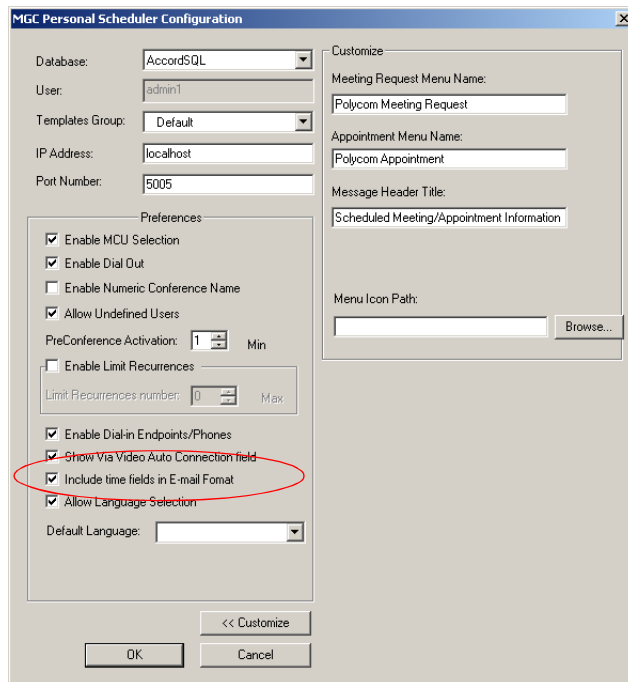 MGC Personal Scheduler Configuration
Database:
AccordSQL
User:
admin1
Templates Group:
Default
IP Address:
localhost
Port Number:
5005
Preferences
Enable MCU Selection
Enable Dial Out
Enable Numeric Conference Name
Allow Undefined Users
PreConference Activation: 1 Min
Enable Limit Recurrences
Limit Recurrences number: 0 Max
Enable Dial-in Endpoints/Phones
Show Via Video Auto Connection field
Include time fields in E-mail Fomat
Allow Language Selection
Default Language:
<< Customize
OK
Cancel
Customize
Meeting Request Menu Name:
Polycom Meeting Request
Appointment Menu Name:
Polycom Appointment
Message Header Title:
Scheduled Meeting/Appointment Information
Menu Icon Path:
Browse...